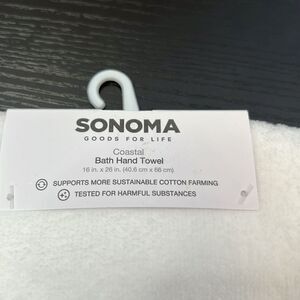 SONOMA
GOODS FOR LIFE
Coastal
Bath Hand Towel
16 in. x 26 in. (40.6 cm x 66 cm)
SUPPORTS MORE SUSTAINABLE COTTON FARMING
TESTED FOR HARMFUL SUBSTANCES